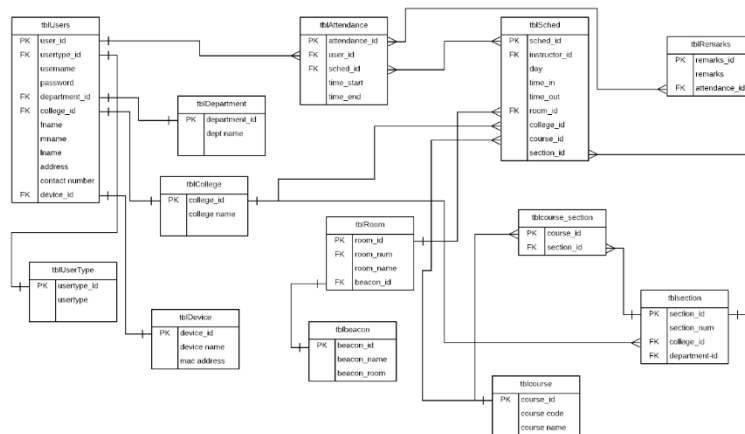 tblUsers
PK user_id
FK usertype_id
username
password
FK department_id
FK college_id
fname
mname
lname
address
contact number
FK device_id
tblAttendance
PK attendance_id
FK user_id
FK sched_id
time_start
time_end
tblSched
PK sched_id
FK instructor_id
day
time_in
time_out
FK room_id
college_id
course_id
section_id
tblRemarks
PK remarks_id
remarks
FK attendance_id
tblDepartment
PK department_id
dept name
tblCollege
PK college_id
college name
tblRoom
PK room_id
FK room_num
room_name
FK beacon_id
tblcourse_section
PK course_id
FK section_id
tblUserType
PK usertype_id
usertype
tblDevice
PK device_id
device name
mac address
tblbeacon
PK beacon_id
beacon_name
beacon_room
tblsection
PK section_id
section_num
FK college_id
FK department-id
tblcourse
PK course_id
course code
course name